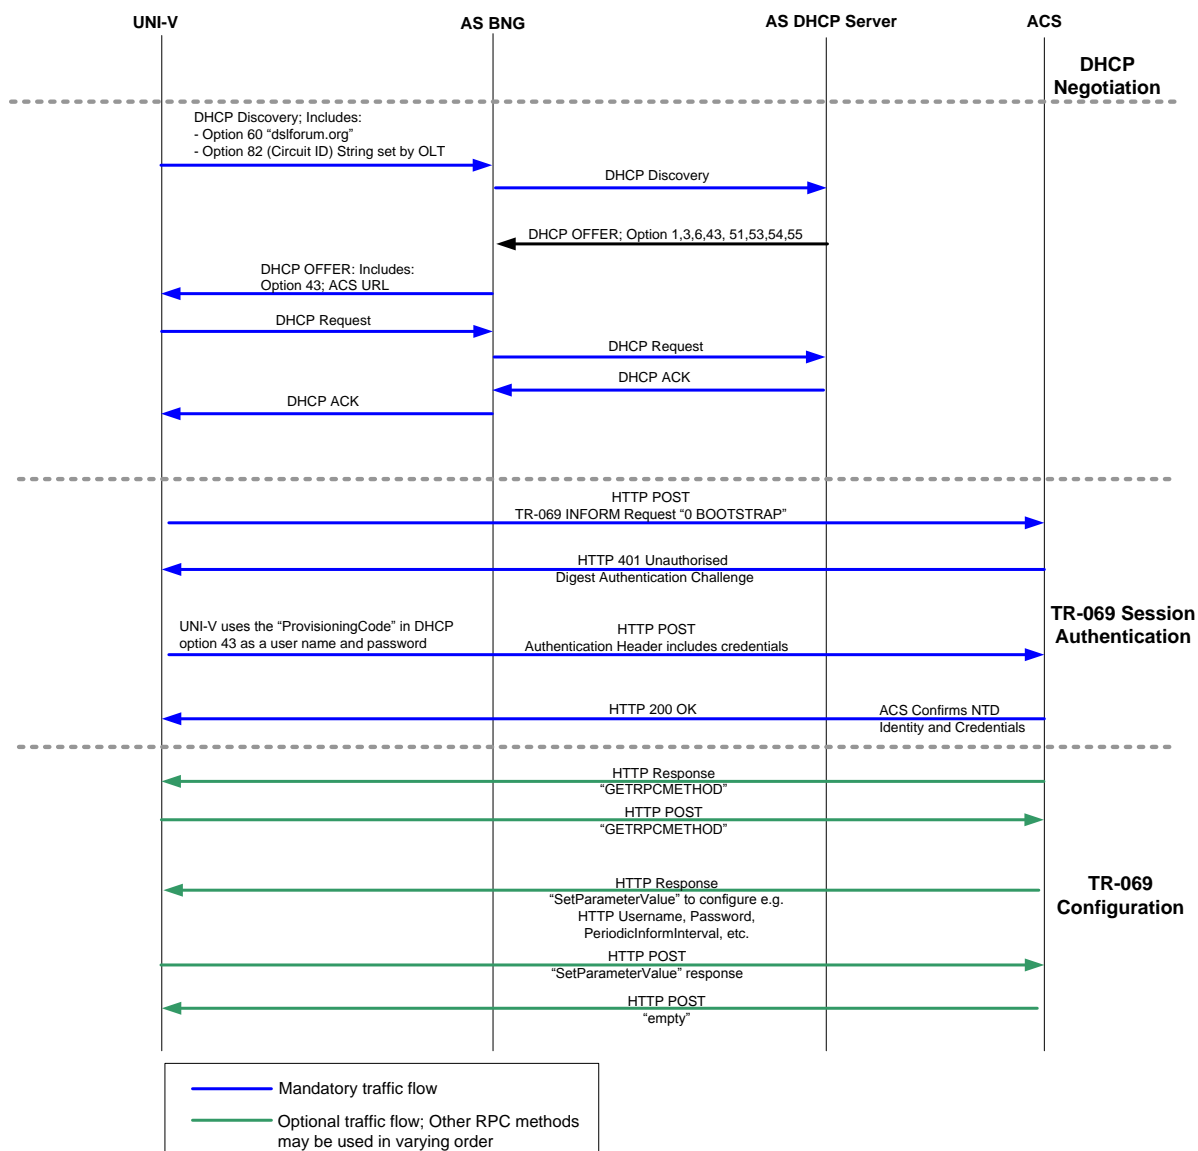 UNI-V
AS BNG
AS DHCP Server
ACS
DHCP
Negotiation
DHCP Discovery; Includes:
- Option 60 “dslforum.org”
- Option 82 (Circuit ID) String set by OLT
DHCP Discovery
DHCP OFFER; Option 1,3,6,43, 51,53,54,55
DHCP OFFER: Includes:
Option 43; ACS URL
DHCP Request
DHCP Request
DHCP ACK
DHCP ACK
HTTP POST
TR-069 INFORM Request “0 BOOTSTRAP”
HTTP 401 Unauthorised
Digest Authentication Challenge
TR-069 Session
Authentication
UNI-V uses the “ProvisioningCode” in DHCP
option 43 as a user name and password
HTTP POST
Authentication Header includes credentials
HTTP 200 OK
ACS Confirms NTD
Identity and Credentials
HTTP Response
“GETRPCMETHOD”
HTTP POST
“GETRPCMETHOD”
HTTP Response
“SetParameterValue” to configure e.g.
HTTP Username, Password,
PeriodicInformInterval, etc.
TR-069
Configuration
HTTP POST
“SetParameterValue” response
HTTP POST
“empty”
Mandatory traffic flow
Optional traffic flow; Other RPC methods
may be used in varying order